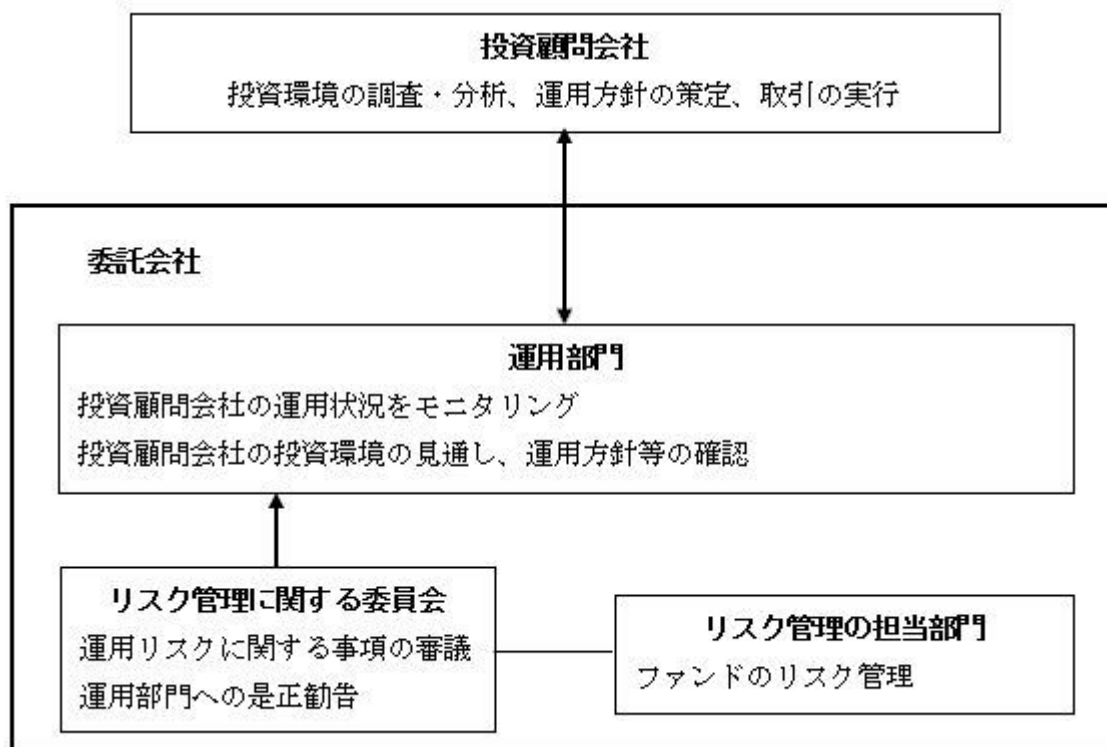 投資顧問会社
投資環境の調査・分析、運用方針の策定、取引の実行
委託会社
運用部門
投資顧問会社の運用状況をモニタリング
投資顧問会社の投資環境の見通し、運用方針等の確認
リスク管理に関する委員会
運用リスクに関する事項の審議
運用部門への是正勧告
リスク管理の担当部門
ファンドのリスク管理